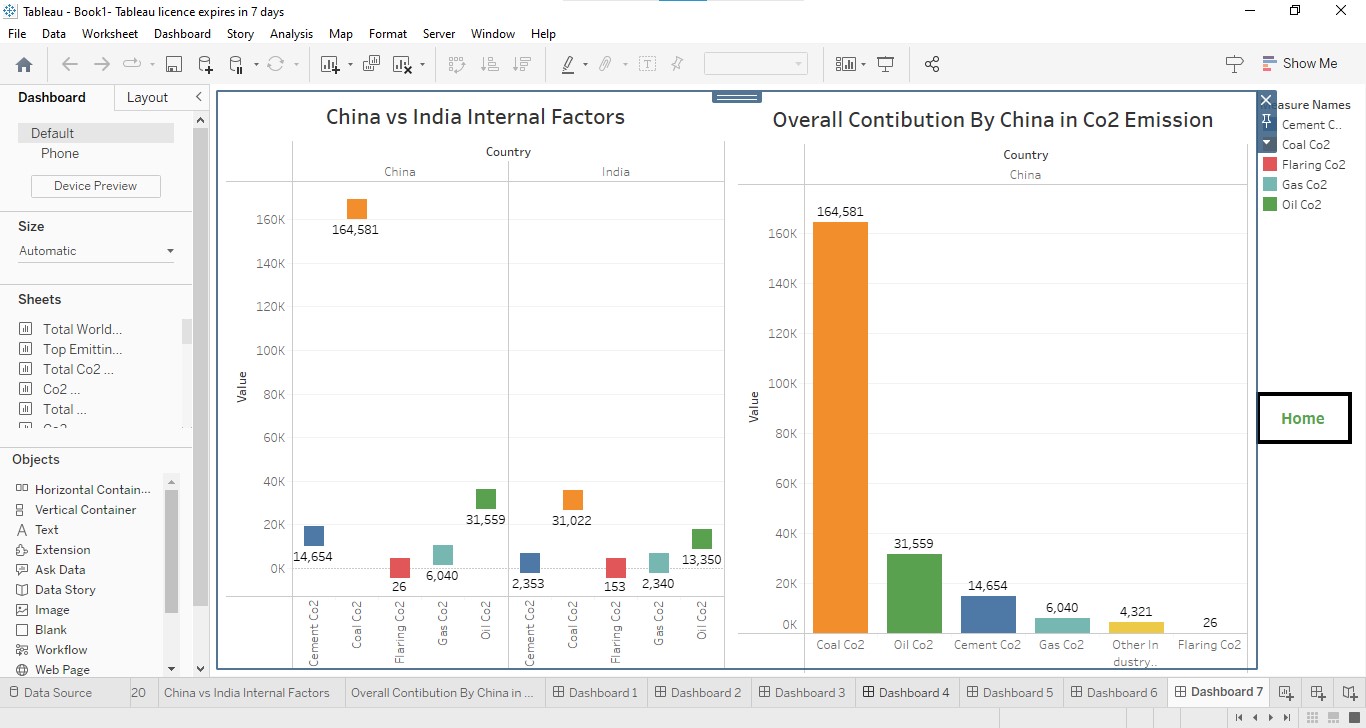 Tableau - Book1- Tableau licence expires in 7 days
File Data Worksheet Dashboard Story Analysis Map Format Server Window Help
Show Me
Dashboard Layout
Default
Phone
Device Preview
Size
Automatic
Sheets
Total World...
Top Emittin...
Total Co2 ...
Co2 ...
Total ...
Objects
Horizontal Contain...
Vertical Container
Text
Extension
Ask Data
Data Story
Image
Blank
Workflow
Web Page
China vs India Internal Factors
Country
China India
Value
160K
140K
120K
100K
80K
60K
40K
20K
0K
164,581
14,654
26
6,040
31,559
2,353
31,022
153
2,340
13,350
Cement Co2
Coal Co2
Flaring Co2
Gas Co2
Oil Co2
Cement Co2
Coal Co2
Flaring Co2
Gas Co2
Oil Co2
Overall Contibution By China in Co2 Emission
Country
China
Value
160K
140K
120K
100K
80K
60K
40K
20K
0K
164,581
31,559
14,654
6,040
4,321
26
Coal Co2
Oil Co2
Cement Co2
Gas Co2
Other In
dustry..
Flaring Co2
easure Names
Cement C..
Coal Co2
Flaring Co2
Gas Co2
Oil Co2
Home
Data Source 20 China vs India Internal Factors Overall Contibution By China in ... Dashboard 1 Dashboard 2 Dashboard 3 Dashboard 4 Dashboard 5 Dashboard 6 Dashboard 7